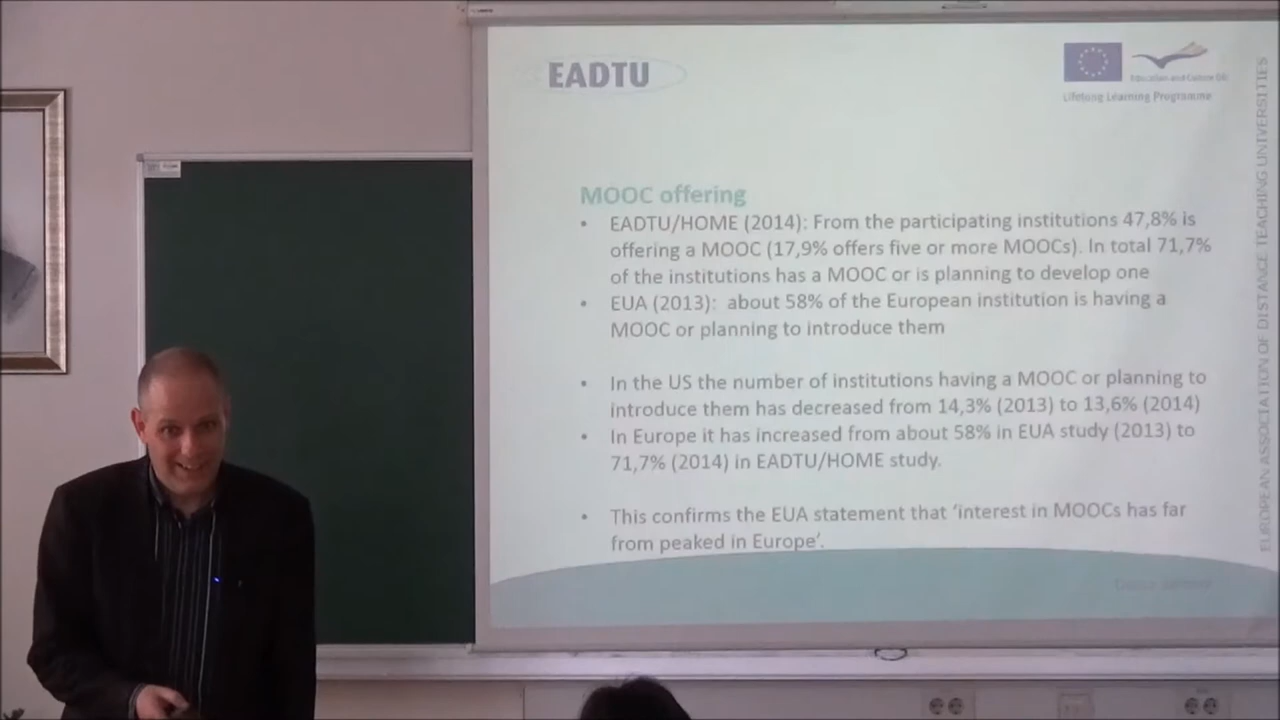 EADTU
Education and Culture DG
Lifelong Learning Programme
MOOC offering
• EADTU/HOME (2014): From the participating institutions 47,8% is
offering a MOOC (17,9% offers five or more MOOCs). In total 71,7%
of the institutions has a MOOC or is planning to develop one
• EUA (2013): about 58% of the European institution is having a
MOOC or planning to introduce them
• In the US the number of institutions having a MOOC or planning to
introduce them has decreased from 14,3% (2013) to 13,6% (2014)
• In Europe it has increased from about 58% in EUA study (2013) to
71,7% (2014) in EADTU/HOME study.
• This confirms the EUA statement that ‘interest in MOOCs has far
from peaked in Europe’.
EUROPEAN ASSOCIATION OF DISTANCE TEACHING UNIVERSITIES